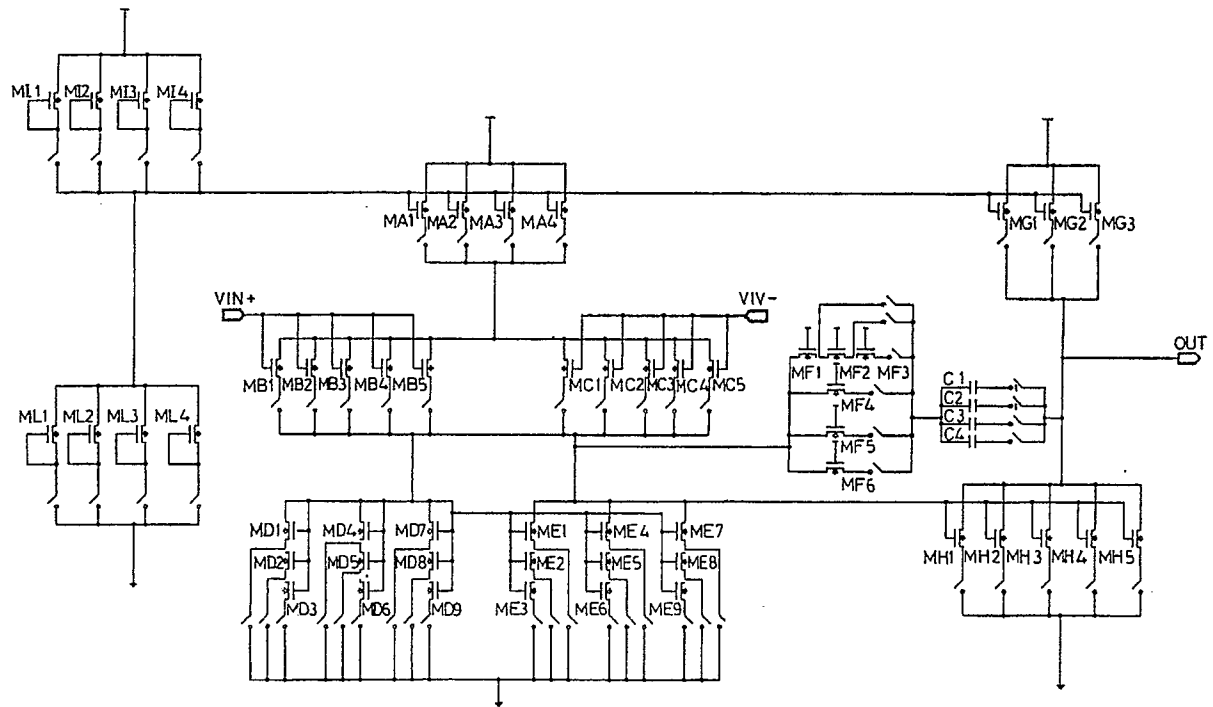 MI1 MI2 MI3 MI4
MA1 MA2 MA3 MA4
MG1 MG2 MG3
VIN+
VIV-
OUT
MB1 MB2 MB3 MB4 MB5
MC1 MC2 MC3 MC4 MC5
MF1 MF2 MF3
MF4
MF5
MF6
C1
C2
C3
C4
ML1 ML2 ML3 ML4
MD1 MD4 MD7 ME1 ME4 ME7
MD2 MD5 MD8 ME2 ME5 ME8
MD3 MD6 MD9 ME3 ME6 ME9
MH1 MH2 MH3 MH4 MH5